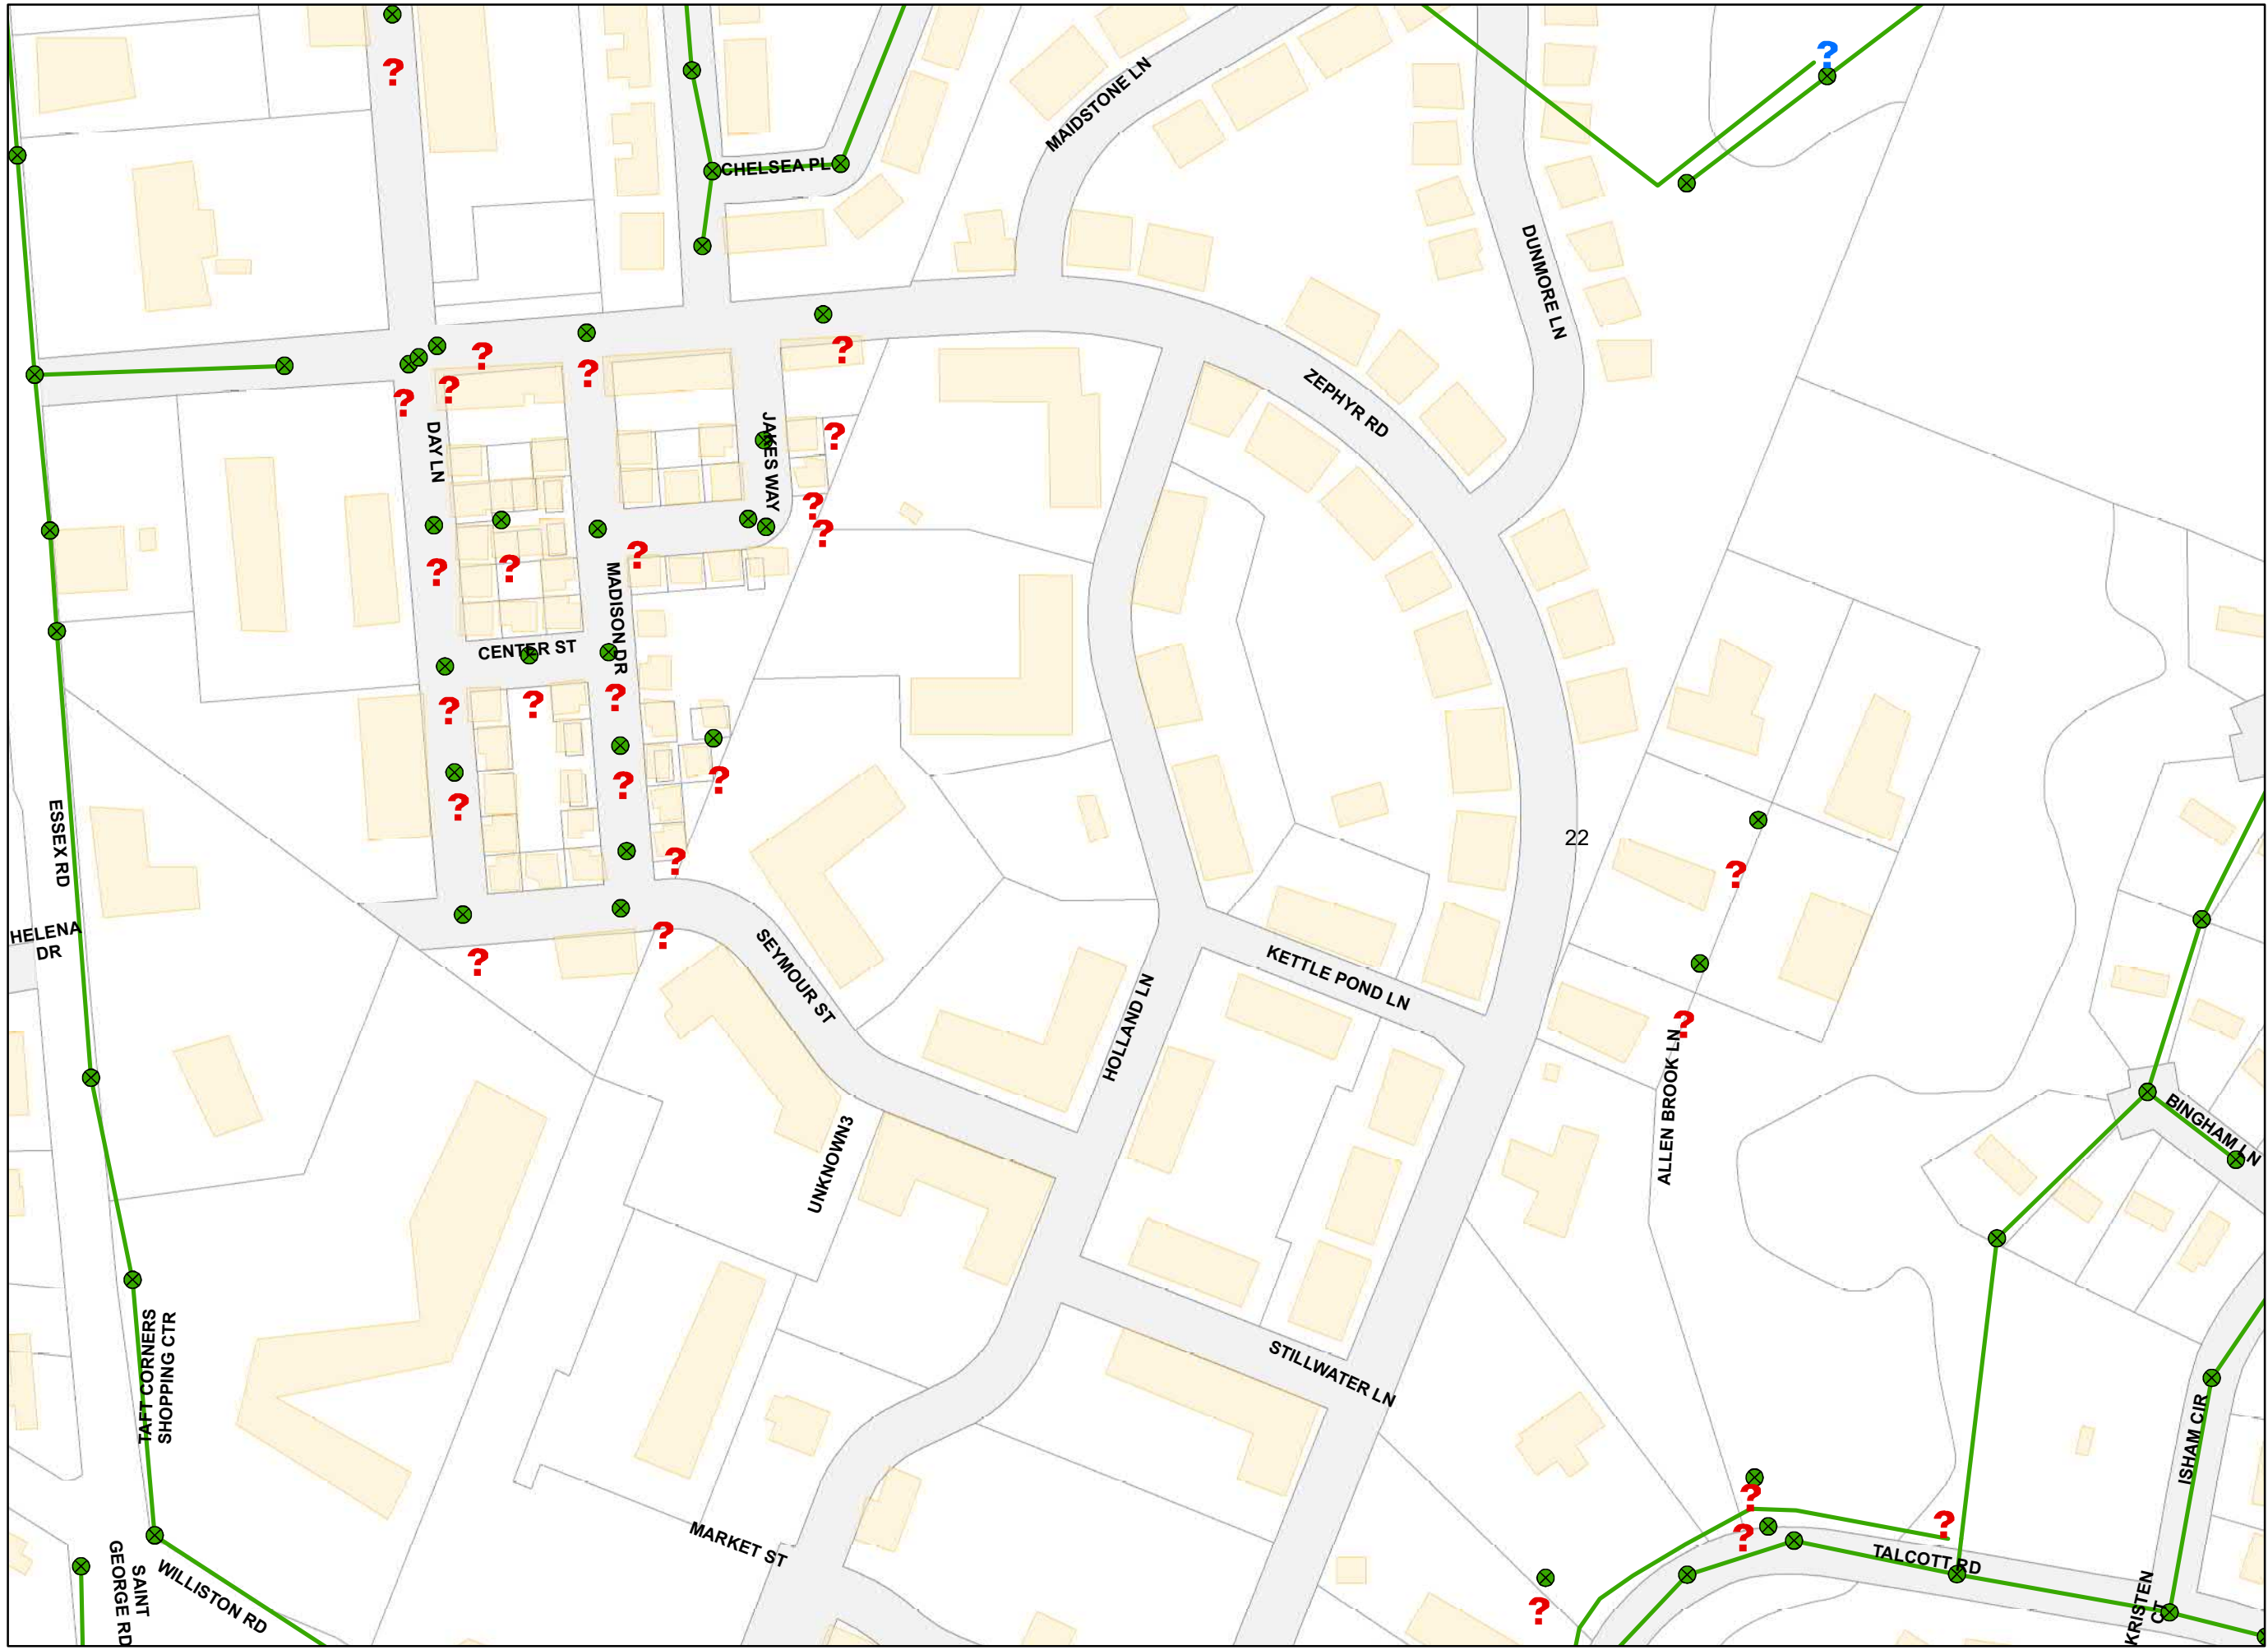 ?
?
MAIDSTONE LN
CHELSEA PL
DUNMORE LN
?
?
?
?
?
ZEPHYR RD
DAY LN
JAKES WAY
?
?
?
?
?
?
MADISON DR
CENTER ST
?
?
?
?
?
?
ESSEX RD
22
?
?
HELENA
DR
?
?
SEYMOUR ST
KETTLE POND LN
HOLLAND LN
?
ALLEN BROOK LN
BINGHAM LN
UNKNOWN3
TAFT CORNERS
SHOPPING CTR
STILLWATER LN
ISHAM CIR
?
?
?
MARKET ST
TALCOTT RD
SAINT
GEORGE RD
WILLISTON RD
?
KRISTEN
CT